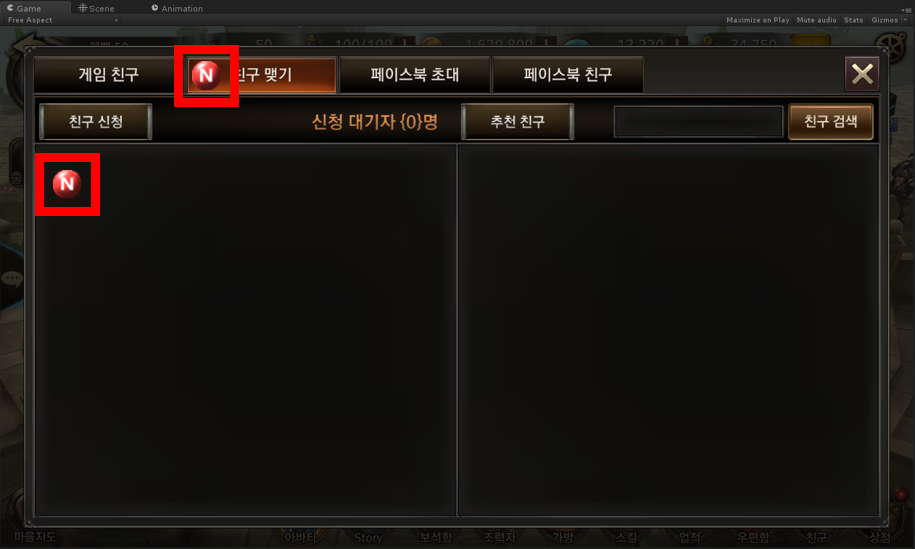 Game Scene Animation
Free Aspect Maximize on Play Mute audio Stats Gizmos
50 100/100 1,620,800 13,220 34,750
게임 친구 N 친구 맺기 페이스북 초대 페이스북 친구
친구 신청 신청 대기자 {0}명 추천 친구 친구 검색
N
마을지도 아바타 Story 보석함 조력자 가방 스킬 업적 우편함 친구 상점